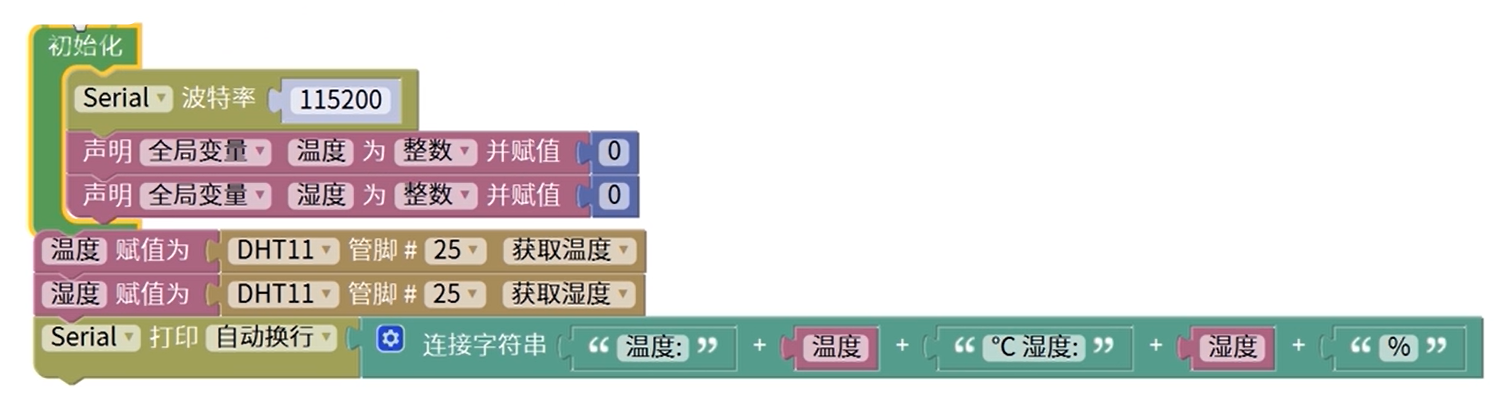 初始化
Serial 波特率 115200
声明 全局变量 温度 为 整数 并赋值 0
声明 全局变量 湿度 为 整数 并赋值 0
温度 赋值为 DHT11 管脚 # 25 获取温度
湿度 赋值为 DHT11 管脚 # 25 获取湿度
Serial 打印 自动换行 连接字符串 “ 温度: ” + 温度 + “ ℃ 湿度: ” + 湿度 + “ % ”